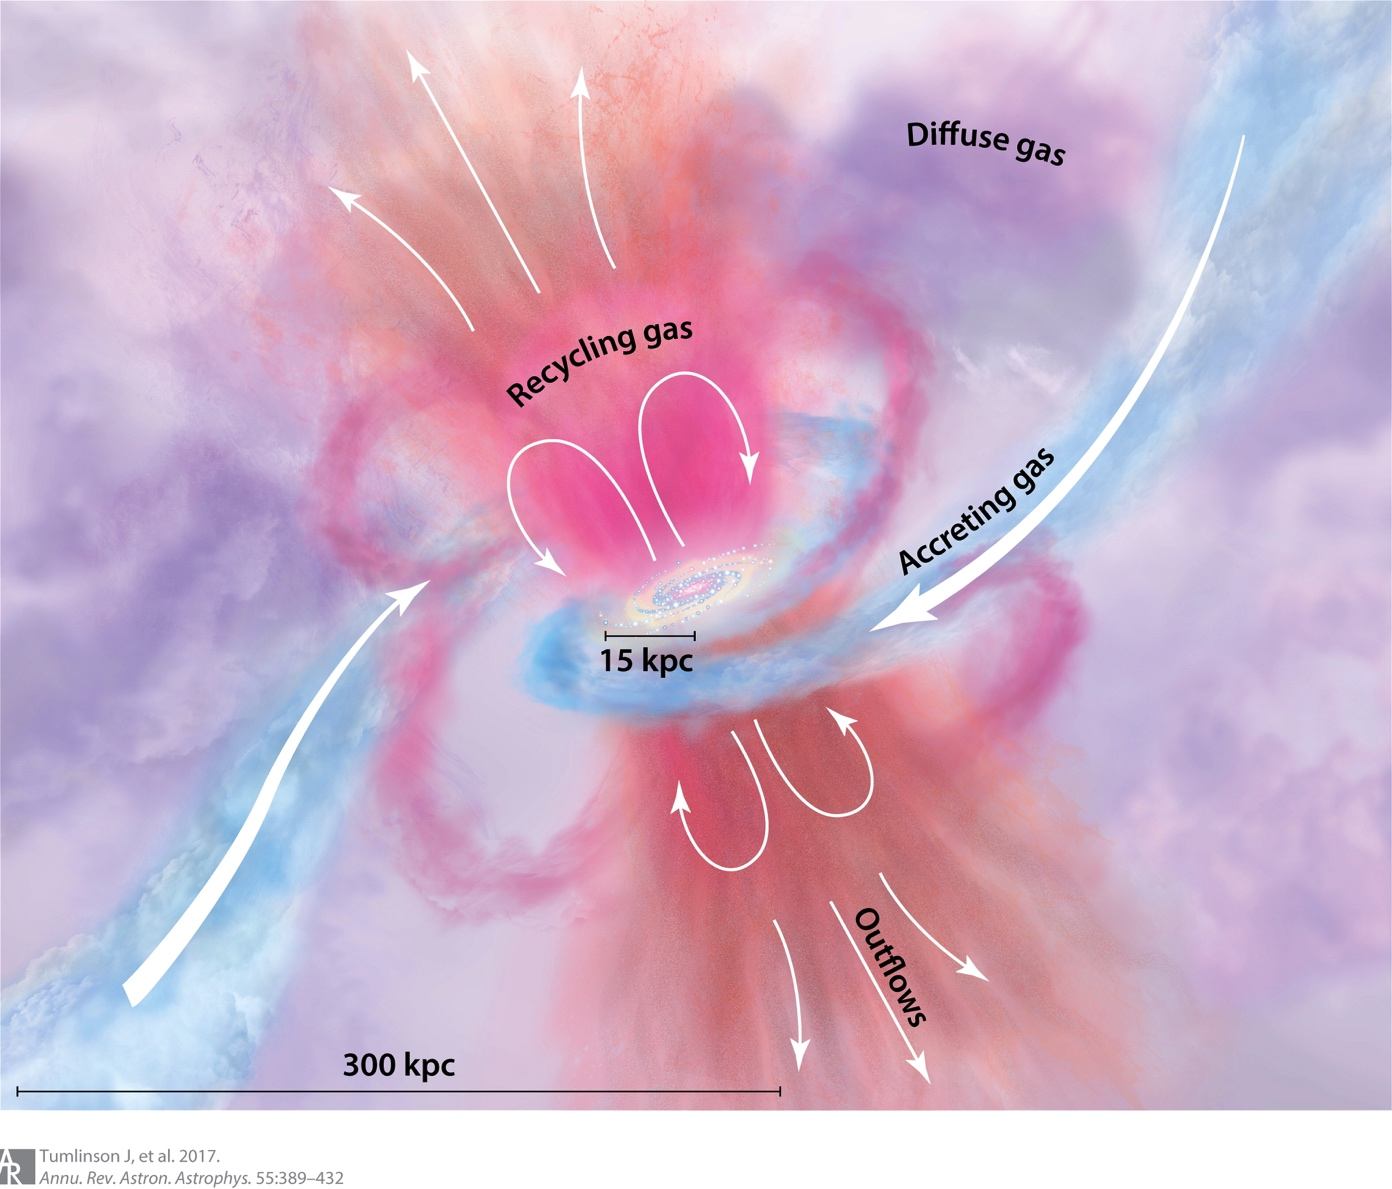 Diffuse gas
Recycling gas
Accreting gas
15 kpc
Outflows
300 kpc
AR
Tumlinson J, et al. 2017.
Annu. Rev. Astron. Astrophys. 55:389–432